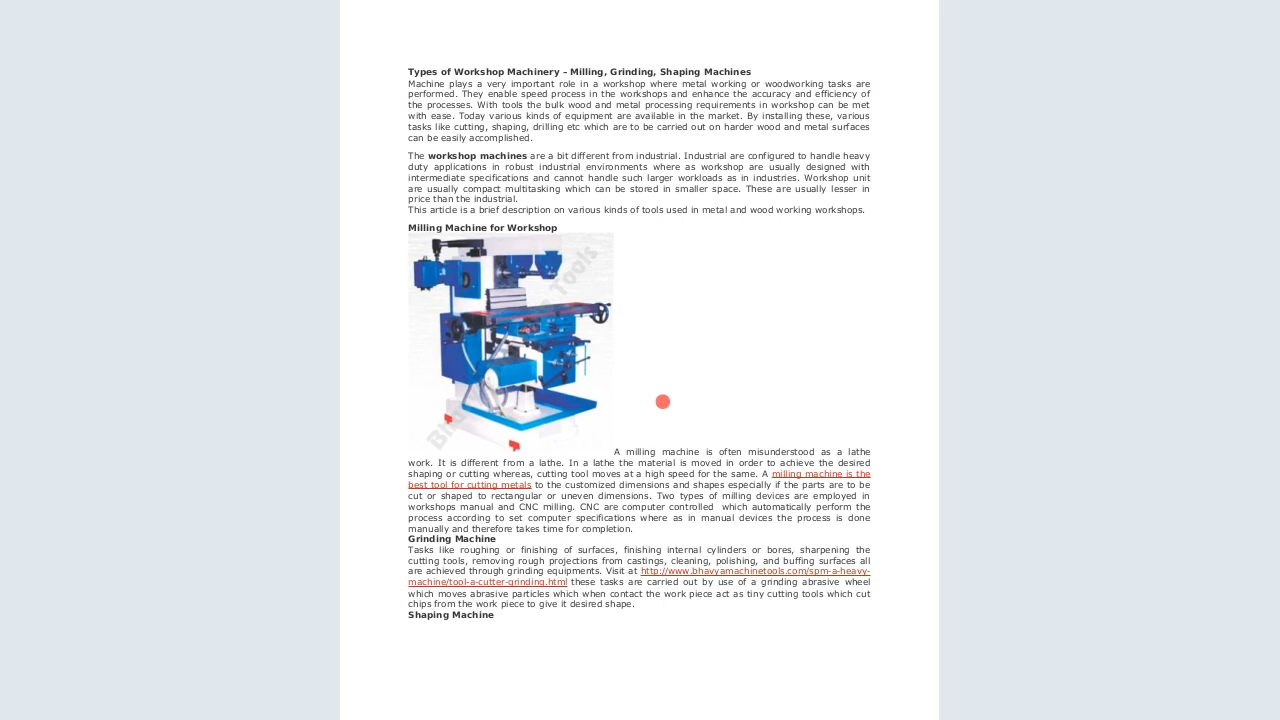 Types of Workshop Machinery – Milling, Grinding, Shaping Machines
Machine plays a very important role in a workshop where metal working or woodworking tasks are
performed. They enable speed process in the workshops and enhance the accuracy and efficiency of
the processes. With tools the bulk wood and metal processing requirements in workshop can be met
with ease. Today various kinds of equipment are available in the market. By installing these, various
tasks like cutting, shaping, drilling etc which are to be carried out on harder wood and metal surfaces
can be easily accomplished.
The workshop machines are a bit different from industrial. Industrial are configured to handle heavy
duty applications in robust industrial environments where as workshop are usually designed with
intermediate specifications and cannot handle such larger workloads as in industries. Workshop unit
are usually compact multitasking which can be stored in smaller space. These are usually lesser in
price than the industrial.
This article is a brief description on various kinds of tools used in metal and wood working workshops.
Milling Machine for Workshop
Tools
A milling machine is often misunderstood as a lathe
work. It is different from a lathe. In a lathe the material is moved in order to achieve the desired
shaping or cutting whereas, cutting tool moves at a high speed for the same. A milling machine is the
best tool for cutting metals to the customized dimensions and shapes especially if the parts are to be
cut or shaped to rectangular or uneven dimensions. Two types of milling devices are employed in
workshops manual and CNC milling. CNC are computer controlled  which automatically perform the
process according to set computer specifications where as in manual devices the process is done
manually and therefore takes time for completion.
Grinding Machine
Tasks like roughing or finishing of surfaces, finishing internal cylinders or bores, sharpening the
cutting tools, removing rough projections from castings, cleaning, polishing, and buffing surfaces all
are achieved through grinding equipments. Visit at http://www.bhavyamachinetools.com/spm-a-heavy-
machine/tool-a-cutter-grinding.html these tasks are carried out by use of a grinding abrasive wheel
which moves abrasive particles which when contact the work piece act as tiny cutting tools which cut
chips from the work piece to give it desired shape.
Shaping Machine